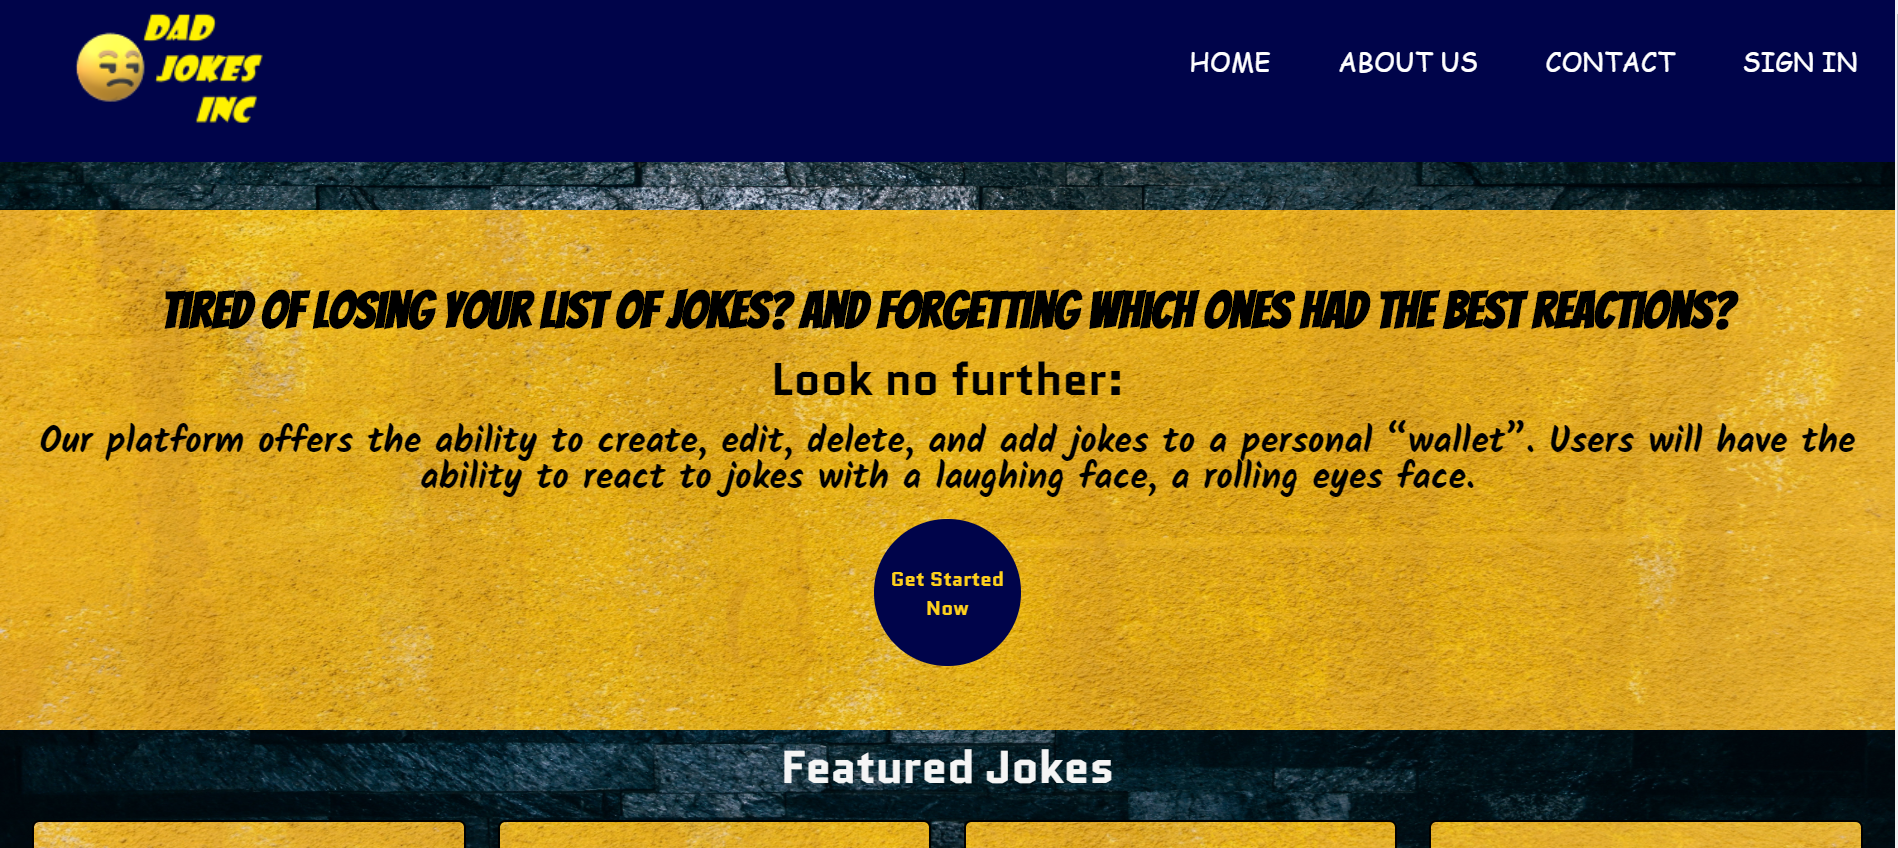 DAD
JOKES
INC
HOME ABOUT US CONTACT SIGN IN
TIRED OF LOSING YOUR LIST OF JOKES? AND FORGETTING WHICH ONES HAD THE BEST REACTIONS?
Look no further:
Our platform offers the ability to create, edit, delete, and add jokes to a personal “wallet”. Users will have the
ability to react to jokes with a laughing face, a rolling eyes face.
Get Started
Now
Featured Jokes